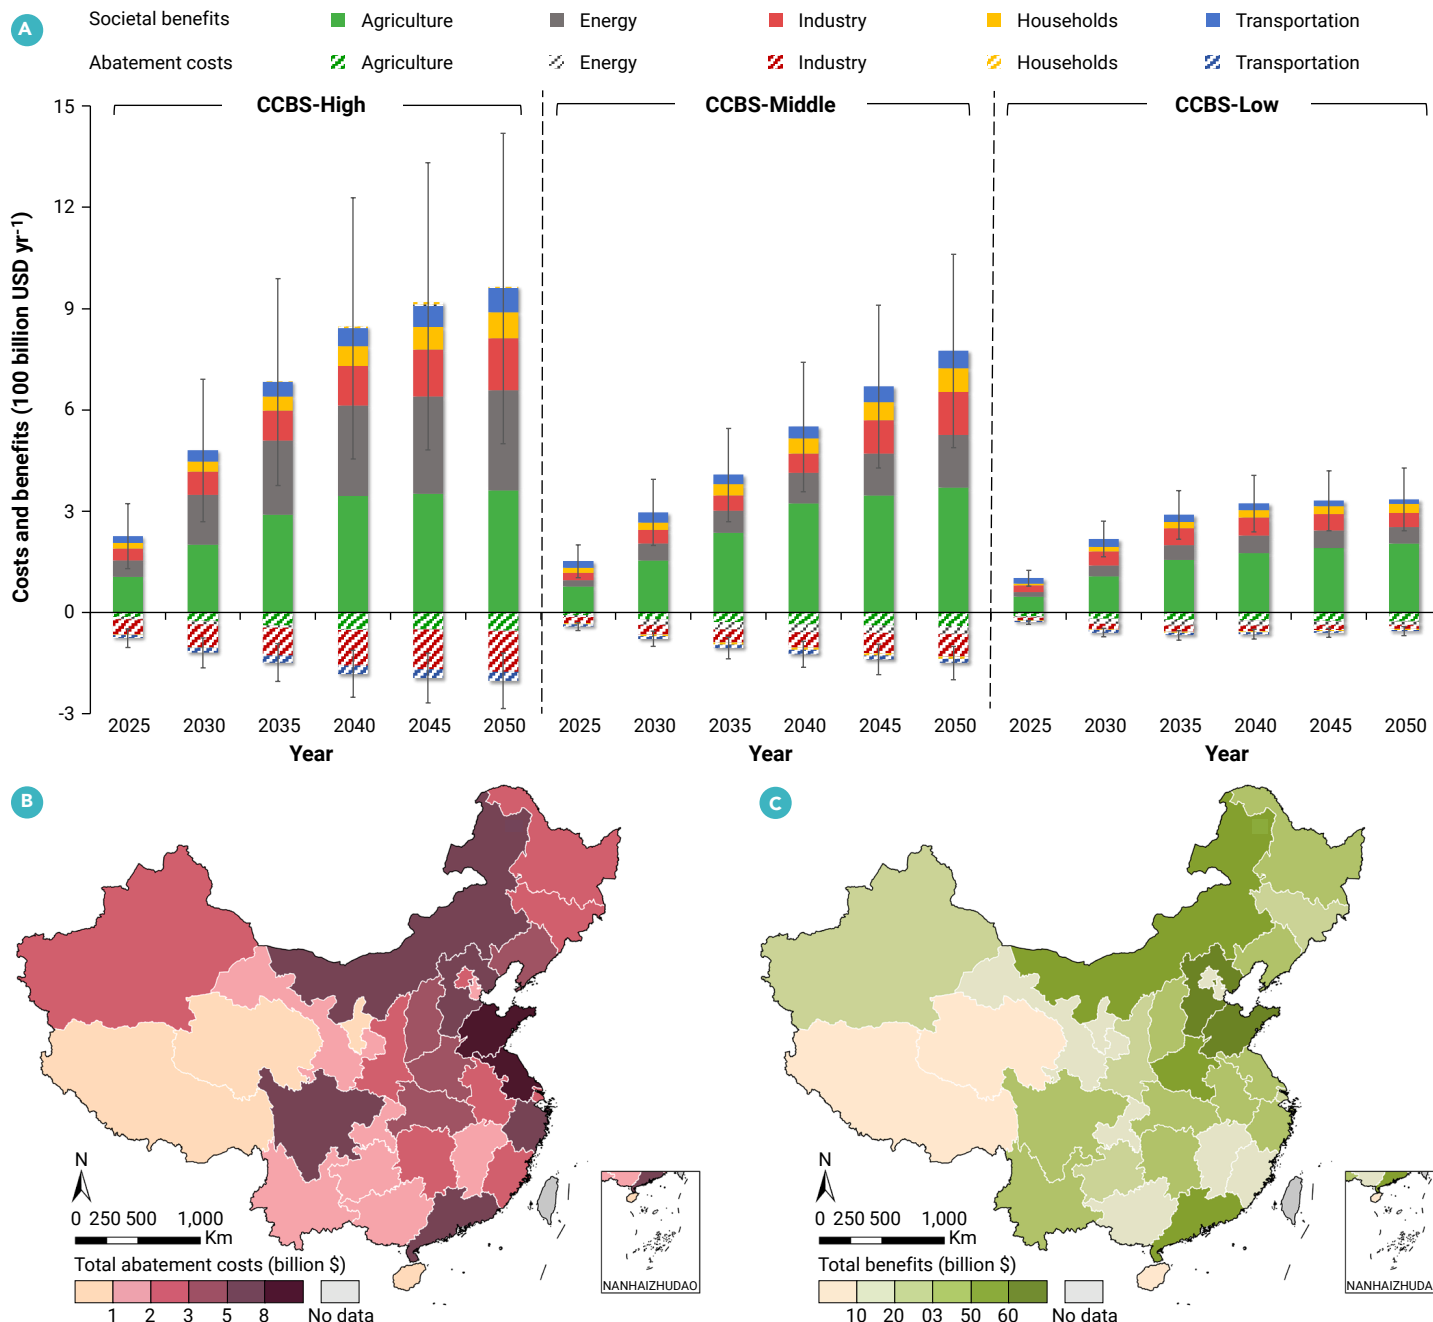 A
Societal benefits Agriculture Energy Industry Households Transportation
Abatement costs Agriculture Energy Industry Households Transportation
CCBS-High CCBS-Middle CCBS-Low
Costs and benefits (100 billion USD yr⁻¹)
15
12
9
6
3
0
-3
2025 2030 2035 2040 2045 2050 2025 2030 2035 2040 2045 2050 2025 2030 2035 2040 2045 2050
Year Year Year
B
N
0 250 500 1,000
Km
Total abatement costs (billion $)
1 2 3 5 8 No data
NANHAIZHUDAO
C
N
0 250 500 1,000
Km
Total benefits (billion $)
10 20 03 50 60 No data
NANHAIZHUDA